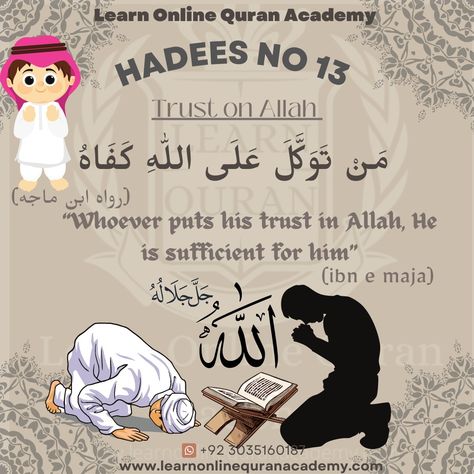 Learn Online Quran Academy
HADEES NO 13
Trust on Allah
مَنْ تَوَكَّلَ عَلَى اللهِ كَفَاهُ
(رواه ابن ماجه)
"Whoever puts his trust in Allah, He
is sufficient for him"
(ibn e maja)
جَلَّ جَلَالُهُ
اللّٰه
+92 3035160187
www.learnonlinequranacademy.com